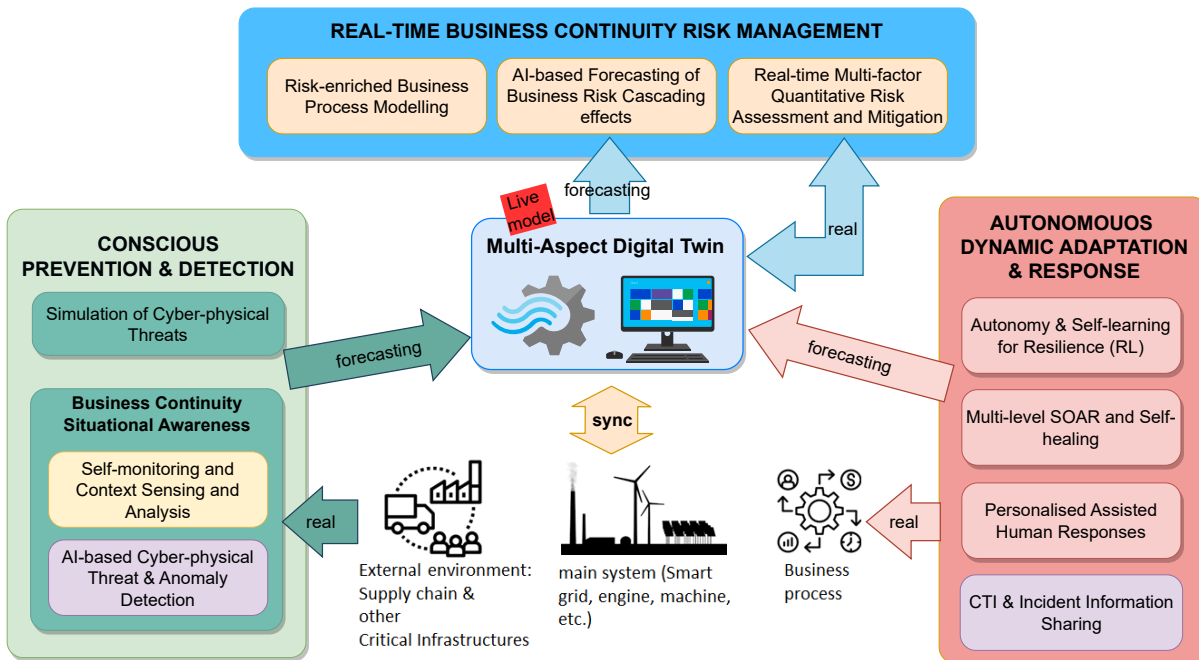 REAL-TIME BUSINESS CONTINUITY RISK MANAGEMENT
Risk-enriched Business
Process Modelling
AI-based Forecasting of
Business Risk Cascading
effects
Real-time Multi-factor
Quantitative Risk
Assessment and Mitigation
forecasting
real
Live
model
Multi-Aspect Digital Twin
CONSCIOUS
PREVENTION & DETECTION
Simulation of Cyber-physical
Threats
forecasting
Business Continuity
Situational Awareness
Self-monitoring and
Context Sensing and
Analysis
AI-based Cyber-physical
Threat & Anomaly
Detection
real
sync
External environment:
Supply chain &
other
Critical Infrastructures
main system (Smart
grid, engine, machine,
etc.)
$
Business
process
AUTONOMOUOS
DYNAMIC ADAPTATION
& RESPONSE
Autonomy & Self-learning
for Resilience (RL)
forecasting
Multi-level SOAR and Self-
healing
Personalised Assisted
Human Responses
real
CTI & Incident Information
Sharing